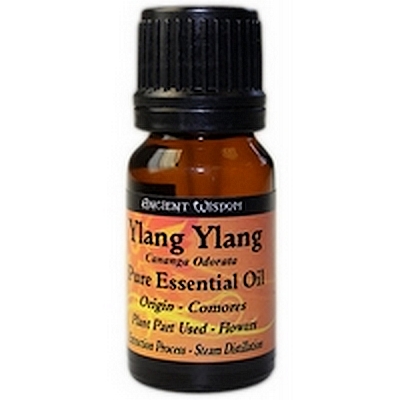 Ancient Wisdom
Ylang Ylang
Cananga Odorata
Pure Essential Oil
Origin - Comores
Plant Part Used - Flowers
Extraction Process - Steam Distillation